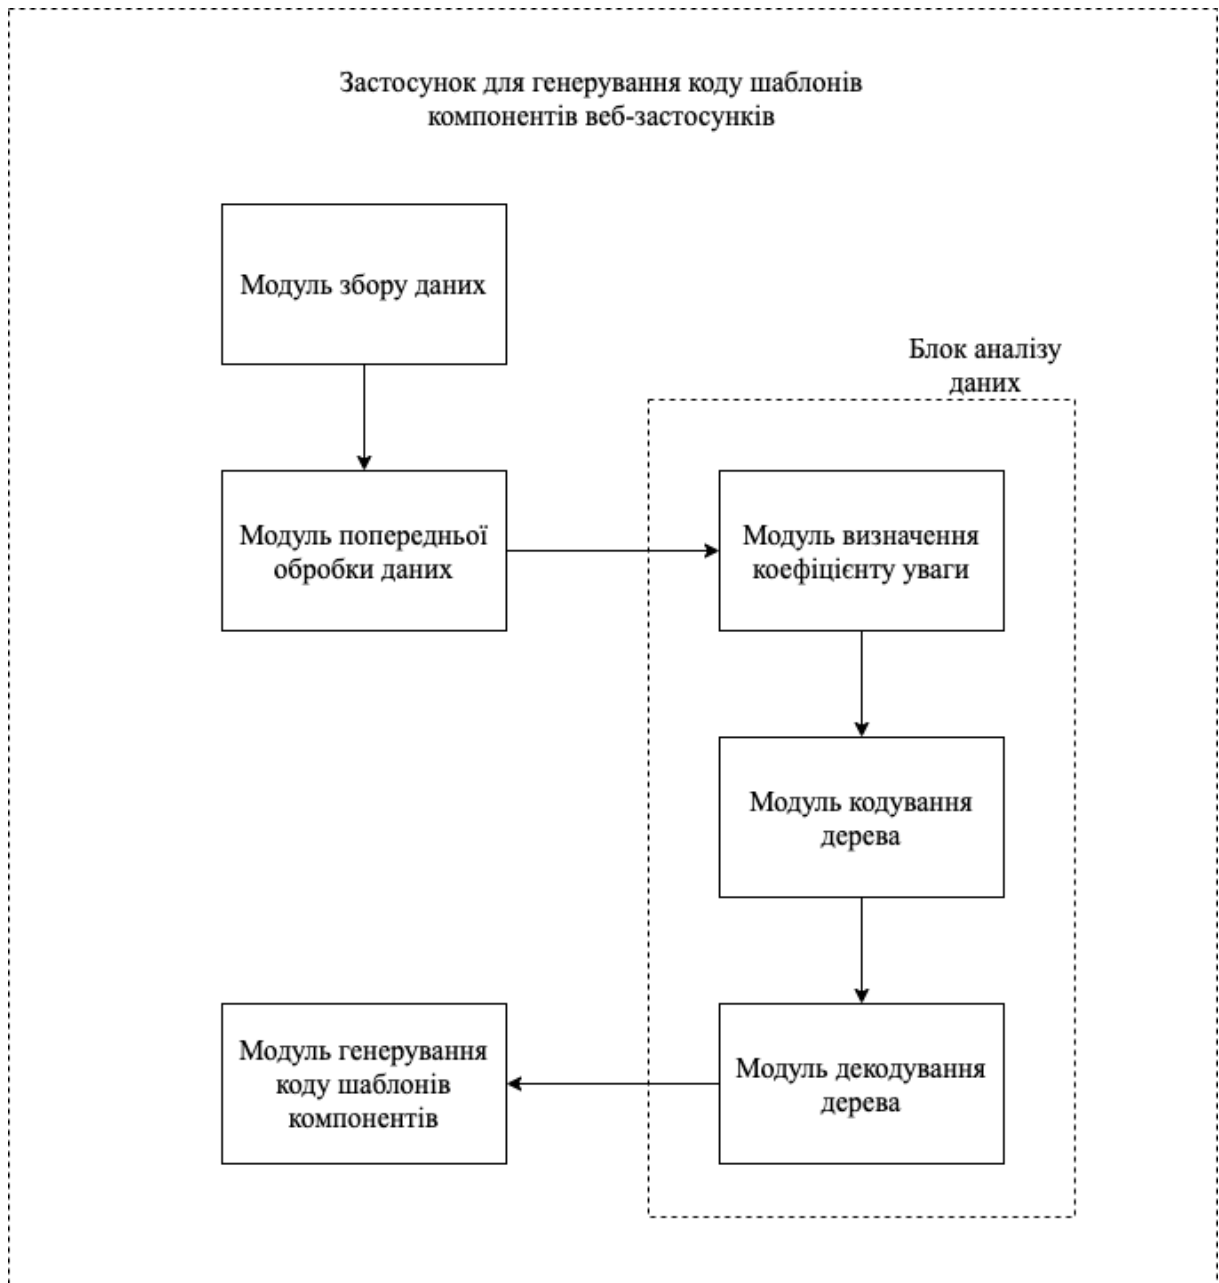 Застосунок для генерування коду шаблонів
компонентів веб-застосунків
Модуль збору даних
Блок аналізу
даних
Модуль попередньої
обробки даних
Модуль визначення
коефіцієнту уваги
Модуль кодування
дерева
Модуль декодування
дерева
Модуль генерування
коду шаблонів
компонентів